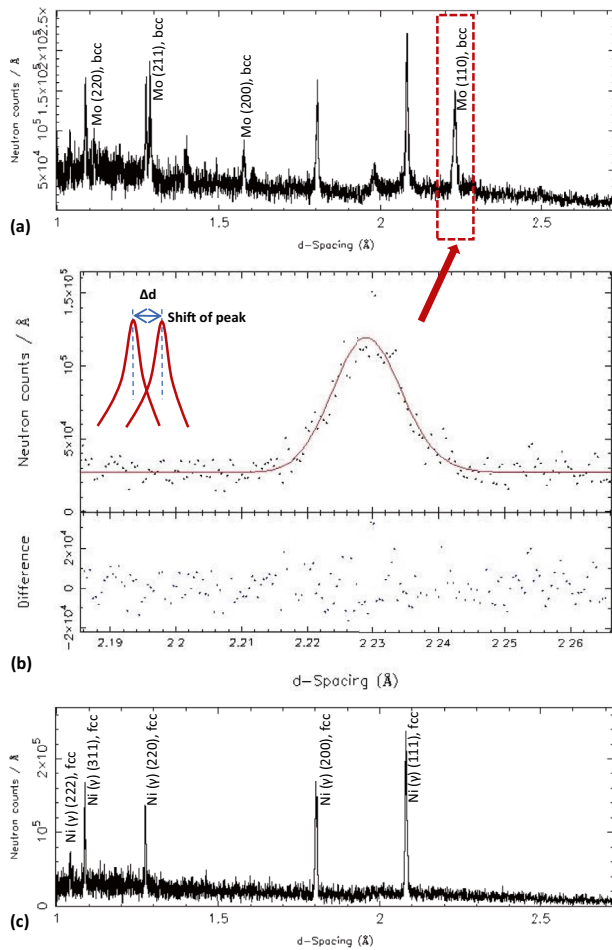 Neutron counts / Å
5×10⁴ 10⁵ 1.5×10⁵ 2×10⁵ 2.5×10⁵
Mo (220), bcc
Mo (211), bcc
Mo (200), bcc
Mo (110), bcc
1 1.5 2 2.5
(a)
d-Spacing (Å)
Neutron counts / Å
0 5×10⁴ 10⁵ 1.5×10⁵
Δd
Shift of peak
Difference
−2×10⁴ 0 2×10⁴
2.19 2 2 2.21 2.22 2.23 2 24 2 25 2 26
(b)
d-Spacing (Å)
Neutron counts / Å
0 10⁵ 2×10⁵
Ni (γ) (222), fcc
Ni (γ) (311), fcc
Ni (γ) (220), fcc
Ni (γ) (200), fcc
Ni (γ) (111), fcc
1 1.5 2 2.5
(c)
d-Spacing (Å)